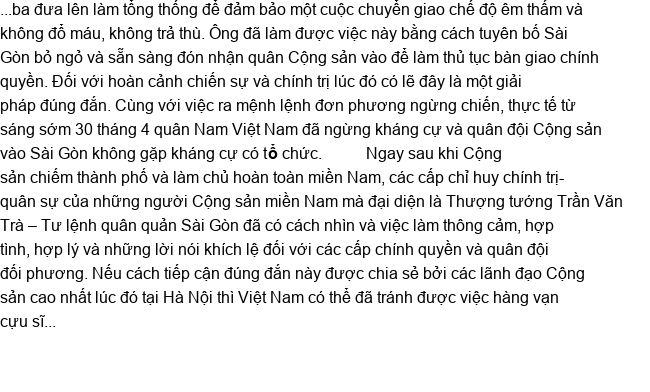 ...ba đưa lên làm tổng thống để đảm bảo một cuộc chuyển giao chế độ êm thấm và
không đổ máu, không trả thù. Ông đã làm được việc này bằng cách tuyên bố Sài
Gòn bỏ ngỏ và sẵn sàng đón nhận quân Cộng sản vào để làm thủ tục bàn giao chính
quyền. Đối với hoàn cảnh chiến sự và chính trị lúc đó có lẽ đây là một giải
pháp đúng đắn. Cùng với việc ra mệnh lệnh đơn phương ngừng chiến, thực tế từ
sáng sớm 30 tháng 4 quân Nam Việt Nam đã ngừng kháng cự và quân đội Cộng sản
vào Sài Gòn không gặp kháng cự có tổ chức. Ngay sau khi Cộng
sản chiếm thành phố và làm chủ hoàn toàn miền Nam, các cấp chỉ huy chính trị-
quân sự của những người Cộng sản miền Nam mà đại diện là Thượng tướng Trần Văn
Trà – Tư lệnh quân quản Sài Gòn đã có cách nhìn và việc làm thông cảm, hợp
tình, hợp lý và những lời nói khích lệ đối với các cấp chính quyền và quân đội
đối phương. Nếu cách tiếp cận đúng đắn này được chia sẻ bởi các lãnh đạo Cộng
sản cao nhất lúc đó tại Hà Nội thì Việt Nam có thể đã tránh được việc hàng vạn
cựu sĩ...